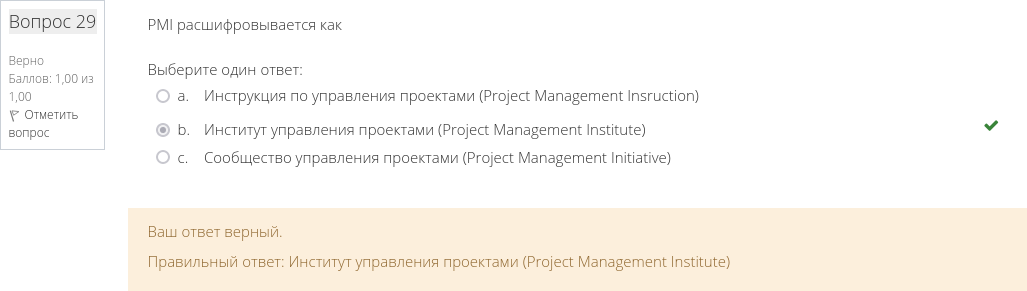 Вопрос 29
Верно
Баллов: 1,00 из
1,00
Отметить
вопрос
PMI расшифровывается как
Выберите один ответ:
a. Инструкция по управления проектами (Project Management Insruction)
b. Институт управления проектами (Project Management Institute)
c. Сообщество управления проектами (Project Management Initiative)
Ваш ответ верный.
Правильный ответ: Институт управления проектами (Project Management Institute)